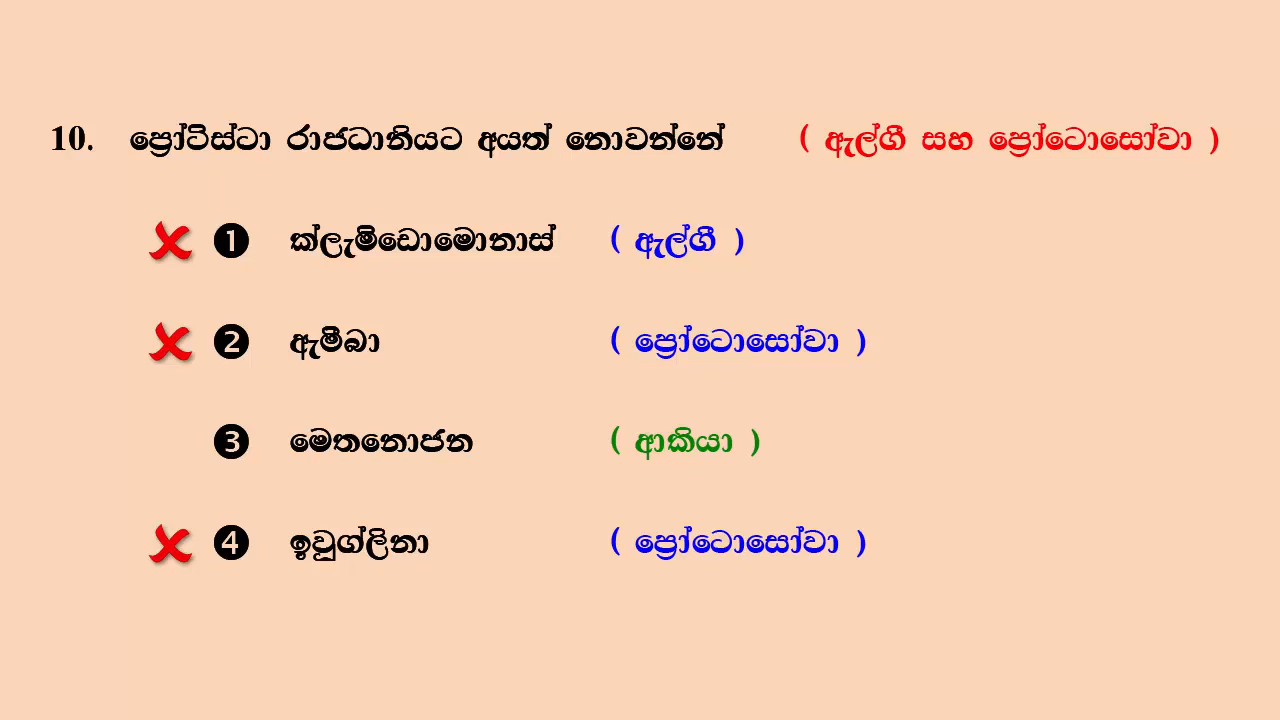 10. ප්‍රෝටිස්ටා රාජධානියට අයත් නොවන්නේ ( ඇල්ගී සහ ප්‍රෝටොසෝවා )
❶ ක්ලැමිඩොමොනාස් ( ඇල්ගී )
❷ ඇමීබා ( ප්‍රෝටොසෝවා )
❸ මෙතනොජන ( ආකියා )
❹ ඉවුග්ලිනා ( ප්‍රෝටොසෝවා )